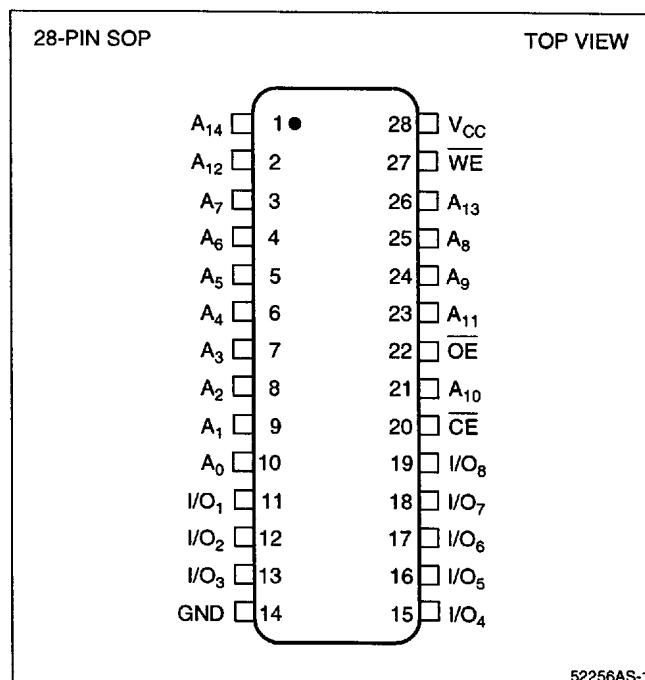 28-PIN SOP TOP VIEW
A14 1 28 VCC
A12 2 27 W̅E̅
A7 3 26 A13
A6 4 25 A8
A5 5 24 A9
A4 6 23 A11
A3 7 22 O̅E̅
A2 8 21 A10
A1 9 20 C̅E̅
A0 10 19 I/O8
I/O1 11 18 I/O7
I/O2 12 17 I/O6
I/O3 13 16 I/O5
GND 14 15 I/O4
52256AS-1